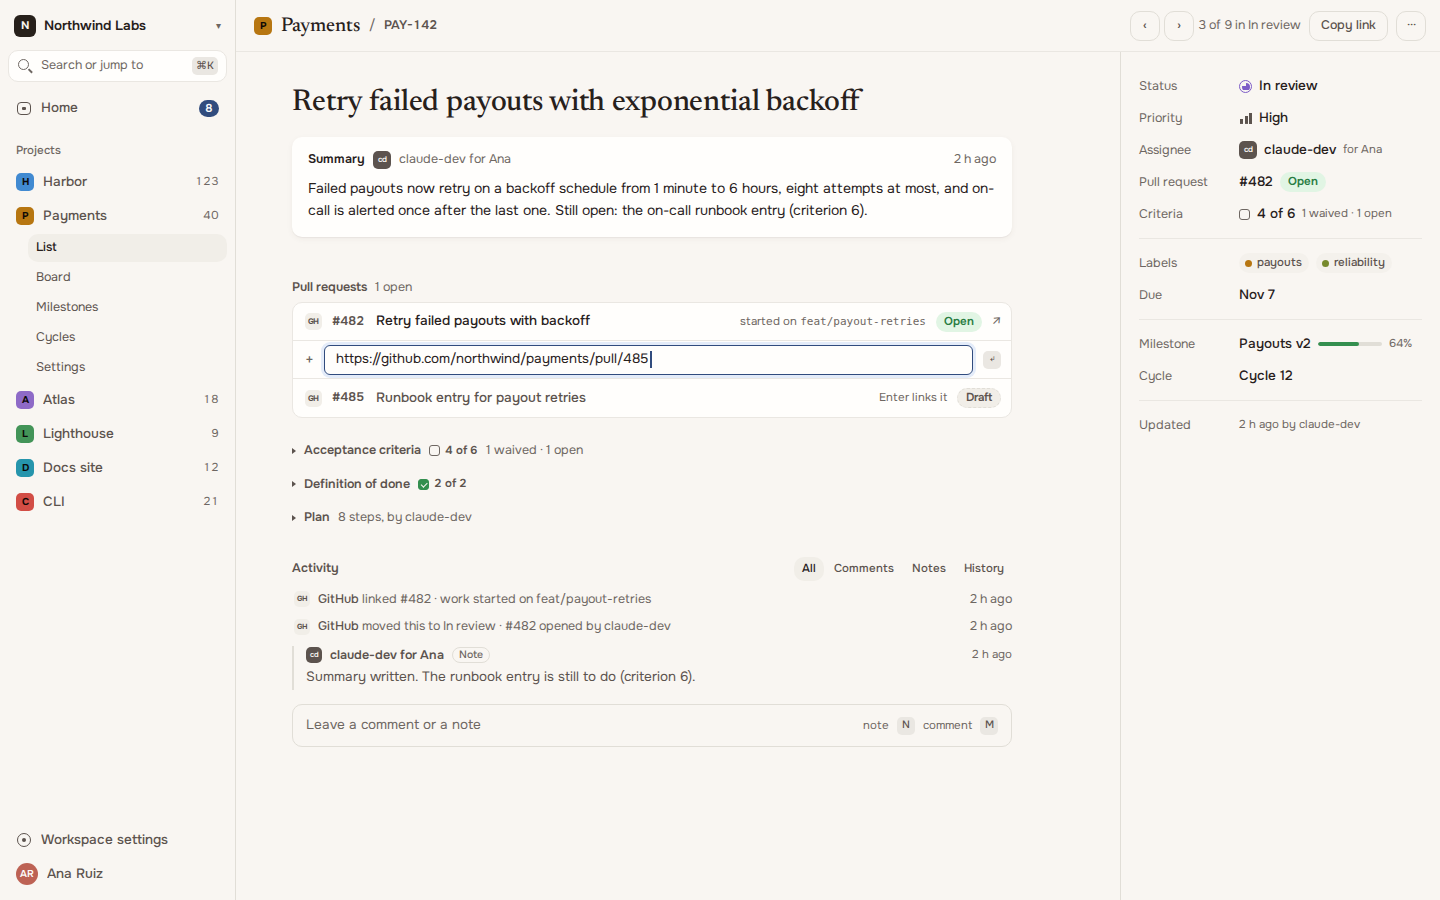 N Northwind Labs
Search or jump to ⌘K
Home 8
Projects
H Harbor 123
P Payments 40
List
Board
Milestones
Cycles
Settings
A Atlas 18
L Lighthouse 9
D Docs site 12
C CLI 21
Workspace settings
AR Ana Ruiz
P Payments / PAY-142
‹ › 3 of 9 in In review Copy link ···
Retry failed payouts with exponential backoff
Summary cd claude-dev for Ana 2 h ago
Failed payouts now retry on a backoff schedule from 1 minute to 6 hours, eight attempts at most, and on-
call is alerted once after the last one. Still open: the on-call runbook entry (criterion 6).
Pull requests 1 open
GH #482 Retry failed payouts with backoff started on feat/payout-retries Open ↗
+ https://github.com/northwind/payments/pull/485 ↲
GH #485 Runbook entry for payout retries Enter links it Draft
Acceptance criteria 4 of 6 1 waived · 1 open
Definition of done 2 of 2
Plan 8 steps, by claude-dev
Activity All Comments Notes History
GH GitHub linked #482 · work started on feat/payout-retries 2 h ago
GH GitHub moved this to In review · #482 opened by claude-dev 2 h ago
cd claude-dev for Ana Note 2 h ago
Summary written. The runbook entry is still to do (criterion 6).
Leave a comment or a note note N comment M
Status In review
Priority High
Assignee cd claude-dev for Ana
Pull request #482 Open
Criteria 4 of 6 1 waived · 1 open
Labels payouts reliability
Due Nov 7
Milestone Payouts v2 64%
Cycle Cycle 12
Updated 2 h ago by claude-dev